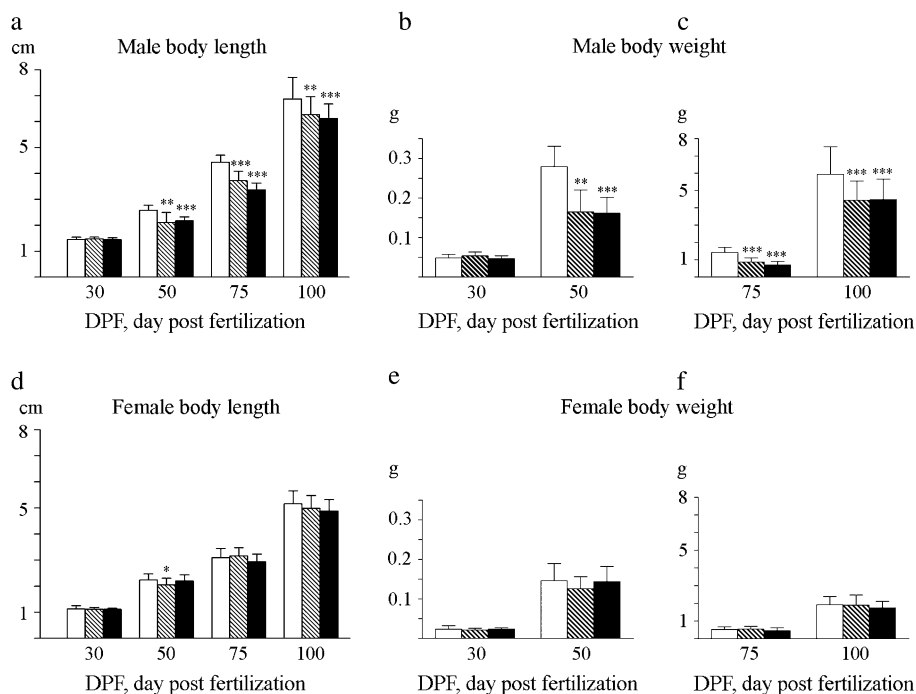 a
Male body length
cm
8
5
1
** ***
*** ***
** ***
30 50 75 100
DPF, day post fertilization
b
c
Male body weight
g
0.3
0.2
0.1
** ***
30 50
DPF, day post fertilization
g
8
5
1
*** ***
*** ***
75 100
DPF, day post fertilization
d
Female body length
cm
8
5
1
*
30 50 75 100
DPF, day post fertilization
e
f
Female body weight
g
0.3
0.2
0.1
30 50
DPF, day post fertilization
g
8
5
1
75 100
DPF, day post fertilization